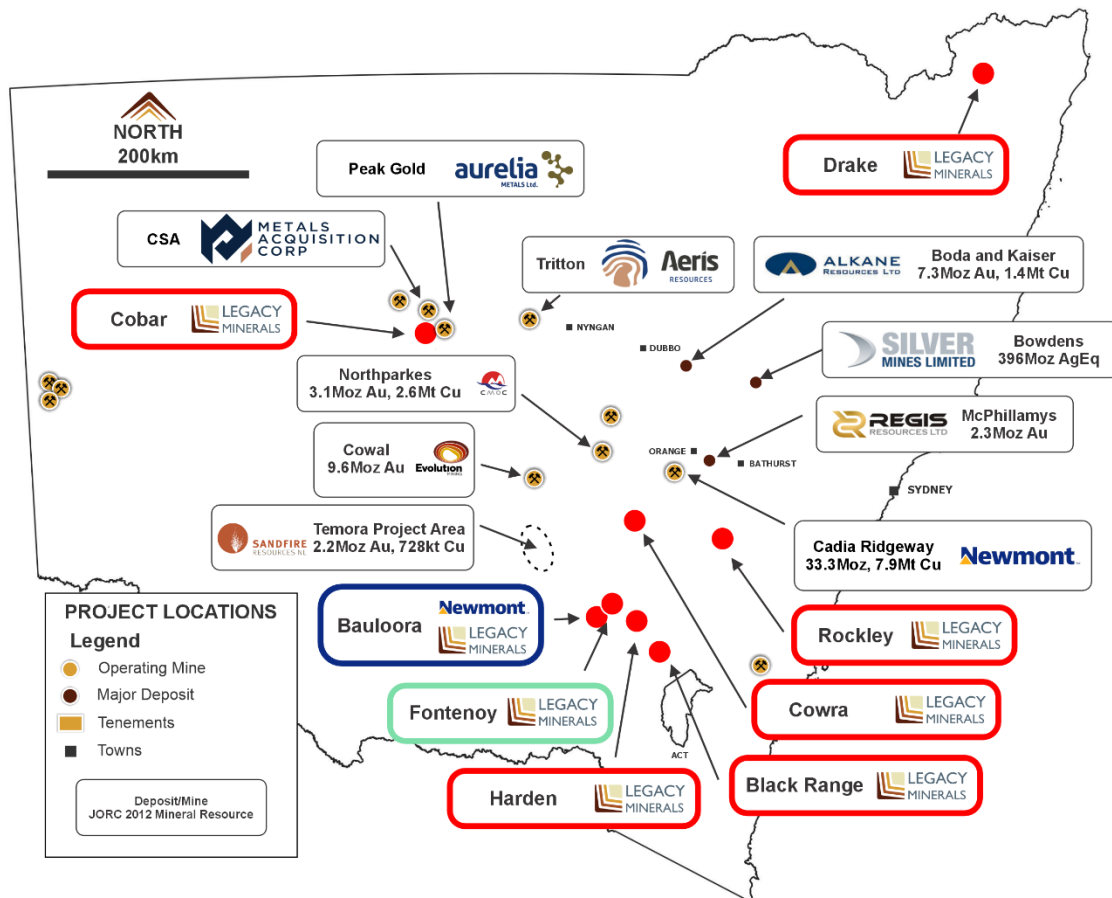 NORTH
200km
Peak Gold
aurelia
METALS Ltd.
Drake
LEGACY
MINERALS
CSA
METALS
ACQUISITION
CORP
Tritton
Aeris
RESOURCES
ALKANE
RESOURCES LTD
Boda and Kaiser
7.3Moz Au, 1.4Mt Cu
Cobar
LEGACY
MINERALS
NYNGAN
DUBBO
SILVER
MINES LIMITED
Bowdens
396Moz AgEq
Northparkes
3.1Moz Au, 2.6Mt Cu
CMOC
REGIS
RESOURCES LTD
McPhillamys
2.3Moz Au
Cowal
9.6Moz Au
Evolution
MINING
ORANGE
BATHURST
SYDNEY
SANDFIRE
RESOURCES NL
Temora Project Area
2.2Moz Au, 728kt Cu
Cadia Ridgeway
33.3Moz, 7.9Mt Cu
Newmont
Bauloora
Newmont
LEGACY
MINERALS
Rockley
LEGACY
MINERALS
Fontenoy
LEGACY
MINERALS
Cowra
LEGACY
MINERALS
ACT
Harden
LEGACY
MINERALS
Black Range
LEGACY
MINERALS
PROJECT LOCATIONS
Legend
Operating Mine
Major Deposit
Tenements
Towns
Deposit/Mine
JORC 2012 Mineral Resource